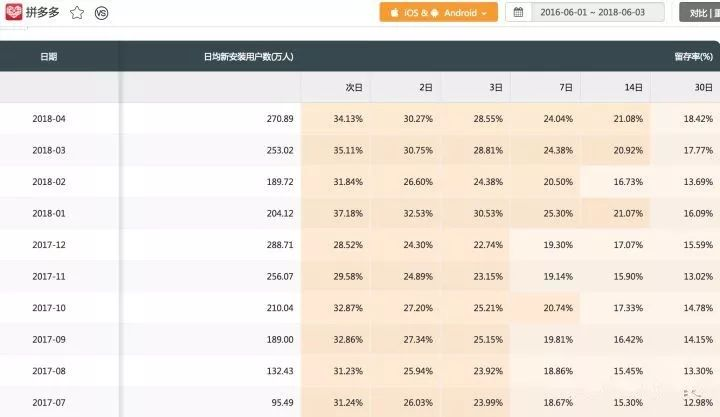 拼多多 VS iOS & Android 2016-06-01 ~ 2018-06-03 对比
日期 日均新安装用户数(万人) 留存率(%)
次日 2日 3日 7日 14日 30日
2018-04 270.89 34.13% 30.27% 28.55% 24.04% 21.08% 18.42%
2018-03 253.02 35.11% 30.75% 28.81% 24.38% 20.92% 17.77%
2018-02 189.72 31.84% 26.60% 24.38% 20.50% 16.73% 13.69%
2018-01 204.12 37.18% 32.53% 30.53% 25.30% 21.07% 16.09%
2017-12 288.71 28.52% 24.30% 22.74% 19.30% 17.07% 15.59%
2017-11 256.07 29.58% 24.89% 23.15% 19.14% 15.90% 13.02%
2017-10 210.04 32.87% 27.20% 25.21% 20.74% 17.33% 14.78%
2017-09 189.00 32.86% 27.34% 25.15% 19.81% 16.42% 14.15%
2017-08 132.43 31.23% 25.94% 23.92% 18.86% 15.45% 13.30%
2017-07 95.49 31.24% 26.03% 23.99% 18.67% 15.30% 12.98%